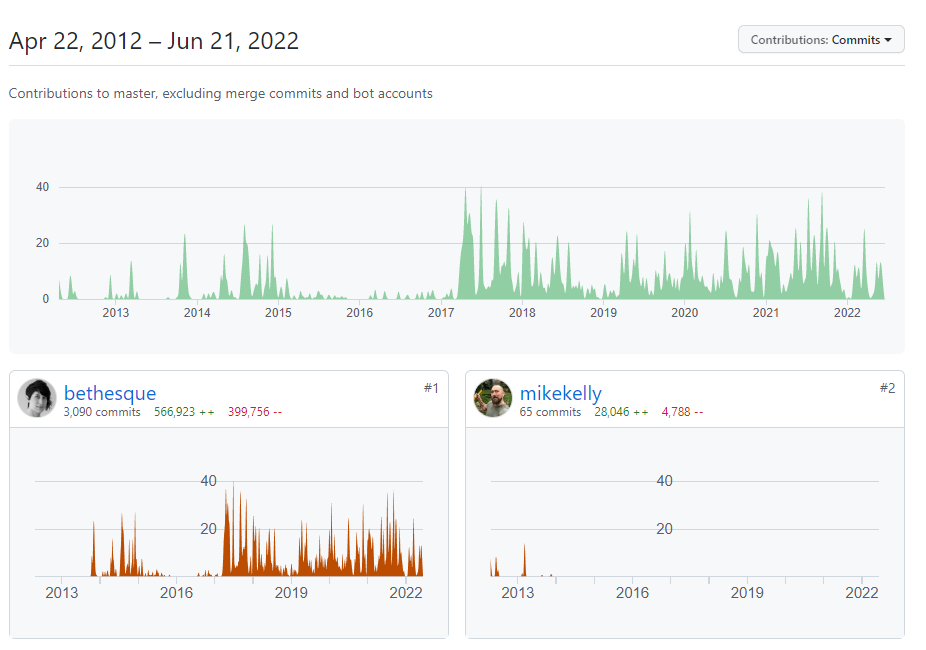 Apr 22, 2012 – Jun 21, 2022
Contributions: Commits
Contributions to master, excluding merge commits and bot accounts
40
20
0
2013 2014 2015 2016 2017 2018 2019 2020 2021 2022
bethesque #1
3,090 commits 566,923 ++ 399,756 --
40
20
2013 2016 2019 2022
mikekelly #2
65 commits 28,046 ++ 4,788 --
40
20
2013 2016 2019 2022